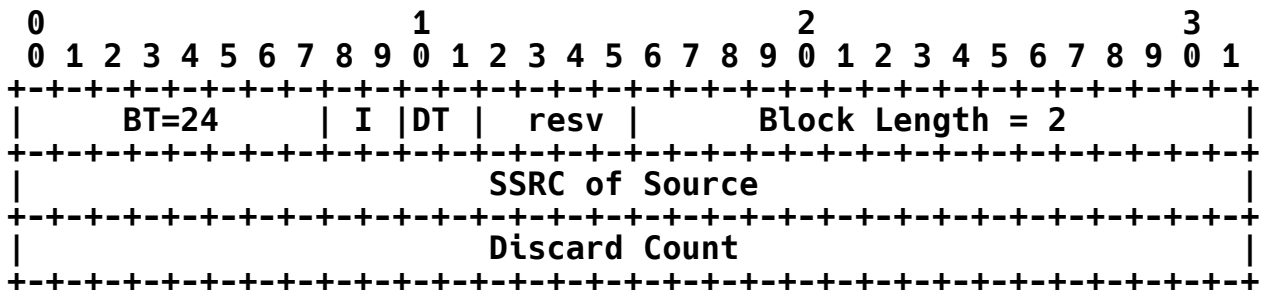 0                   1                   2                   3
 0 1 2 3 4 5 6 7 8 9 0 1 2 3 4 5 6 7 8 9 0 1 2 3 4 5 6 7 8 9 0 1
+-+-+-+-+-+-+-+-+-+-+-+-+-+-+-+-+-+-+-+-+-+-+-+-+-+-+-+-+-+-+-+-+
|     BT=24     | I |DT |  resv |      Block Length = 2         |
+-+-+-+-+-+-+-+-+-+-+-+-+-+-+-+-+-+-+-+-+-+-+-+-+-+-+-+-+-+-+-+-+
|                        SSRC of Source                         |
+-+-+-+-+-+-+-+-+-+-+-+-+-+-+-+-+-+-+-+-+-+-+-+-+-+-+-+-+-+-+-+-+
|                        Discard Count                          |
+-+-+-+-+-+-+-+-+-+-+-+-+-+-+-+-+-+-+-+-+-+-+-+-+-+-+-+-+-+-+-+-+